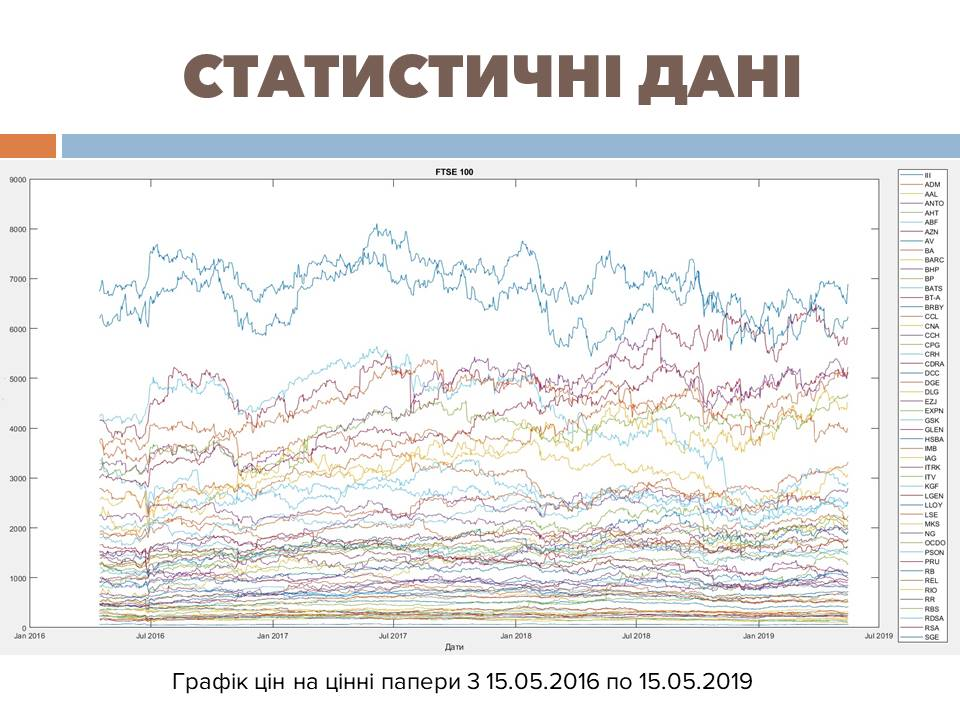 СТАТИСТИЧНІ ДАНІ
FTSE 100
9000
8000
7000
6000
5000
4000
3000
2000
1000
0
Jan 2016
Jul 2016
Jan 2017
Jul 2017
Jan 2018
Jul 2018
Jan 2019
Jul 2019
Дати
III
ADM
AAL
ANTO
AHT
ABF
AZN
AV
BA
BARC
BHP
BP
BATS
BT-A
BRBY
CCL
CNA
CCH
CPG
CRH
CDRA
DCC
DGE
DLG
EZJ
EXPN
GSK
GLEN
HSBA
IMB
IAG
ITRK
ITV
KGF
LGEN
LLOY
LSE
MKS
NG
OCDO
PSON
PRU
RB
REL
RIO
RR
RBS
RDSA
RSA
SGE
Графік цін на цінні папери З 15.05.2016 по 15.05.2019